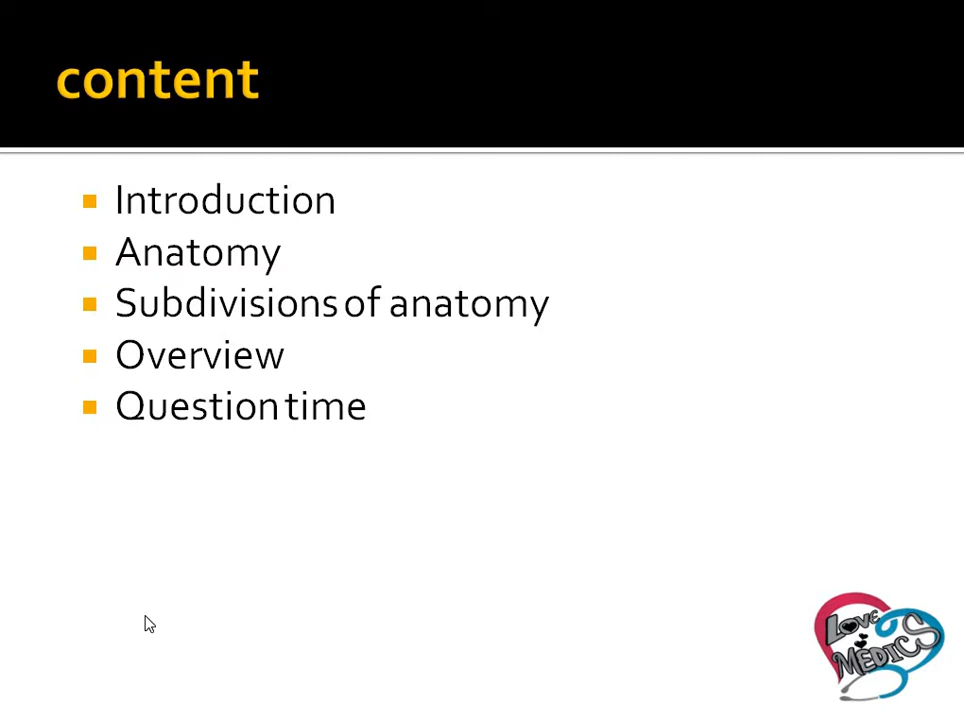 content
Introduction
Anatomy
Subdivisions of anatomy
Overview
Question time
Love
MEDICS